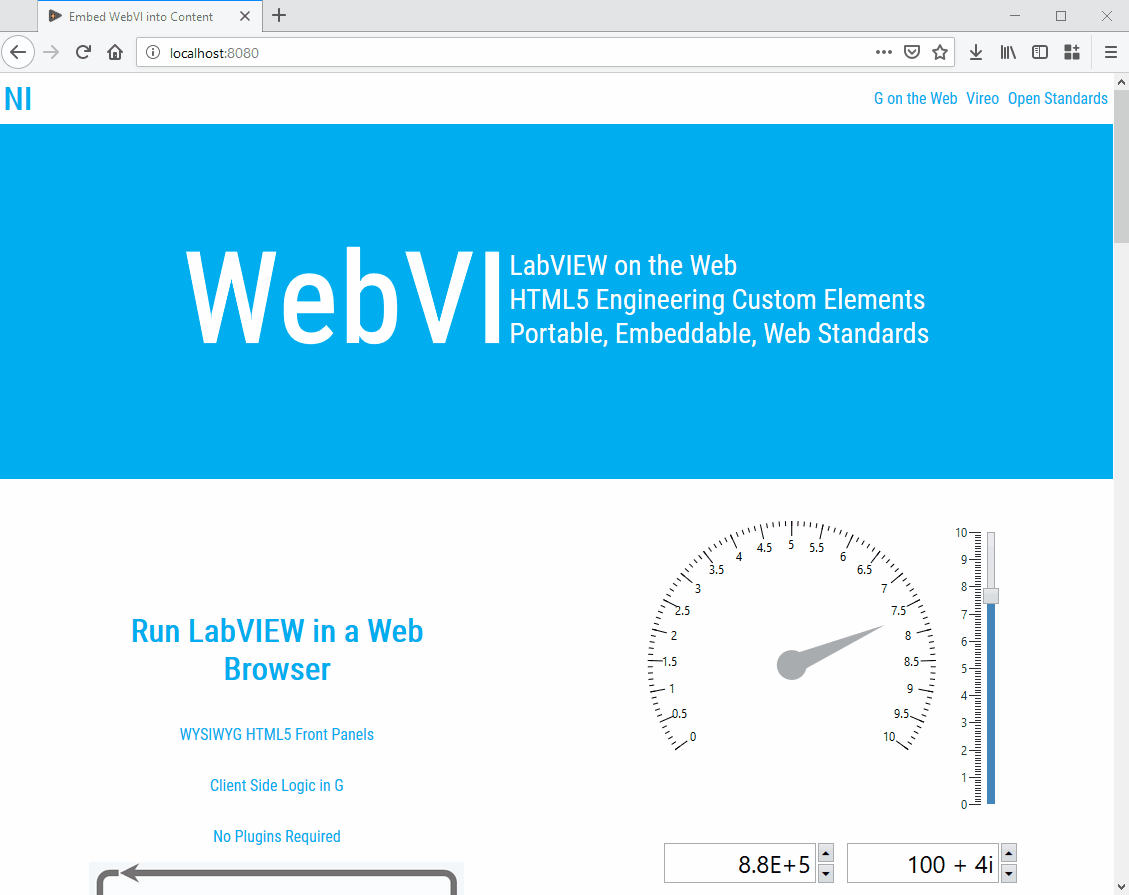 Embed WebVI into Content
localhost:8080
NI
G on the Web Vireo Open Standards
WebVI
LabVIEW on the Web
HTML5 Engineering Custom Elements
Portable, Embeddable, Web Standards
Run LabVIEW in a Web
Browser
WYSIWYG HTML5 Front Panels
Client Side Logic in G
No Plugins Required
0
0.5
1
1.5
2
2.5
3
3.5
4
4.5
5
5.5
6
6.5
7
7.5
8
8.5
9
9.5
10
10
9
8
7
6
5
4
3
2
1
0
8.8E+5
100 + 4i